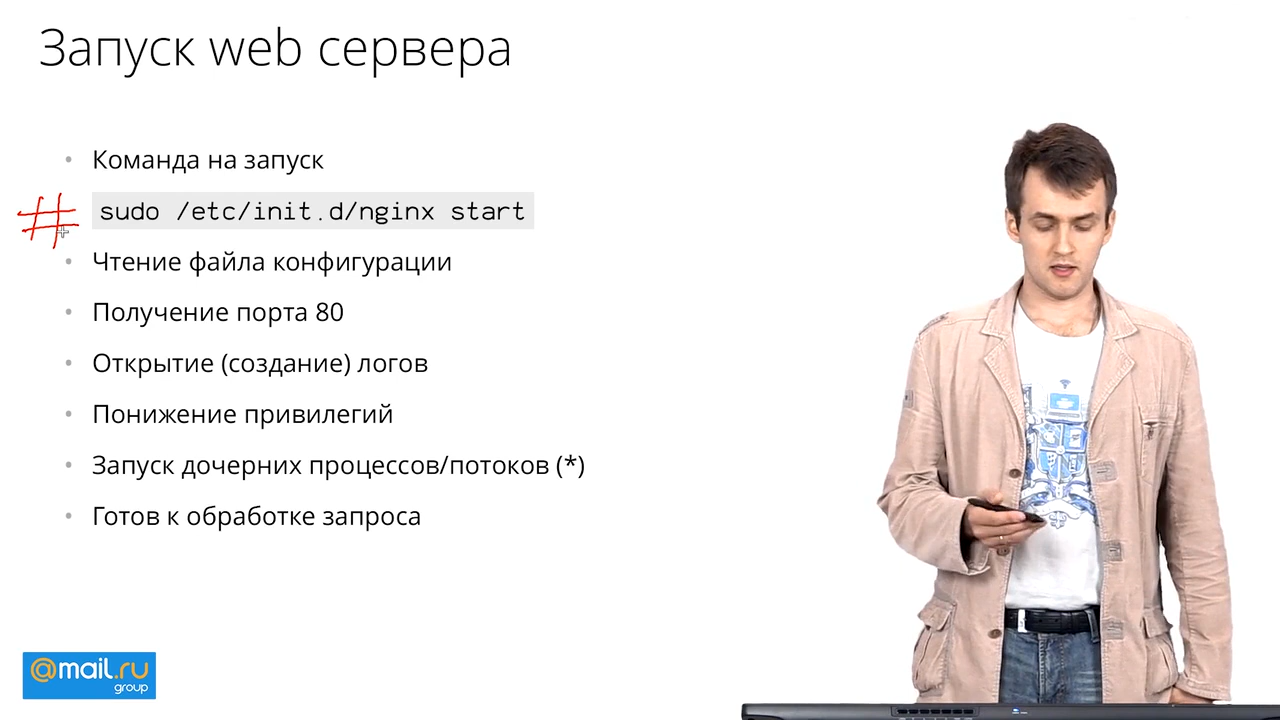 Запуск web сервера
Команда на запуск
# sudo /etc/init.d/nginx start
Чтение файла конфигурации
Получение порта 80
Открытие (создание) логов
Понижение привилегий
Запуск дочерних процессов/потоков (*)
Готов к обработке запроса
@mail.ru
group